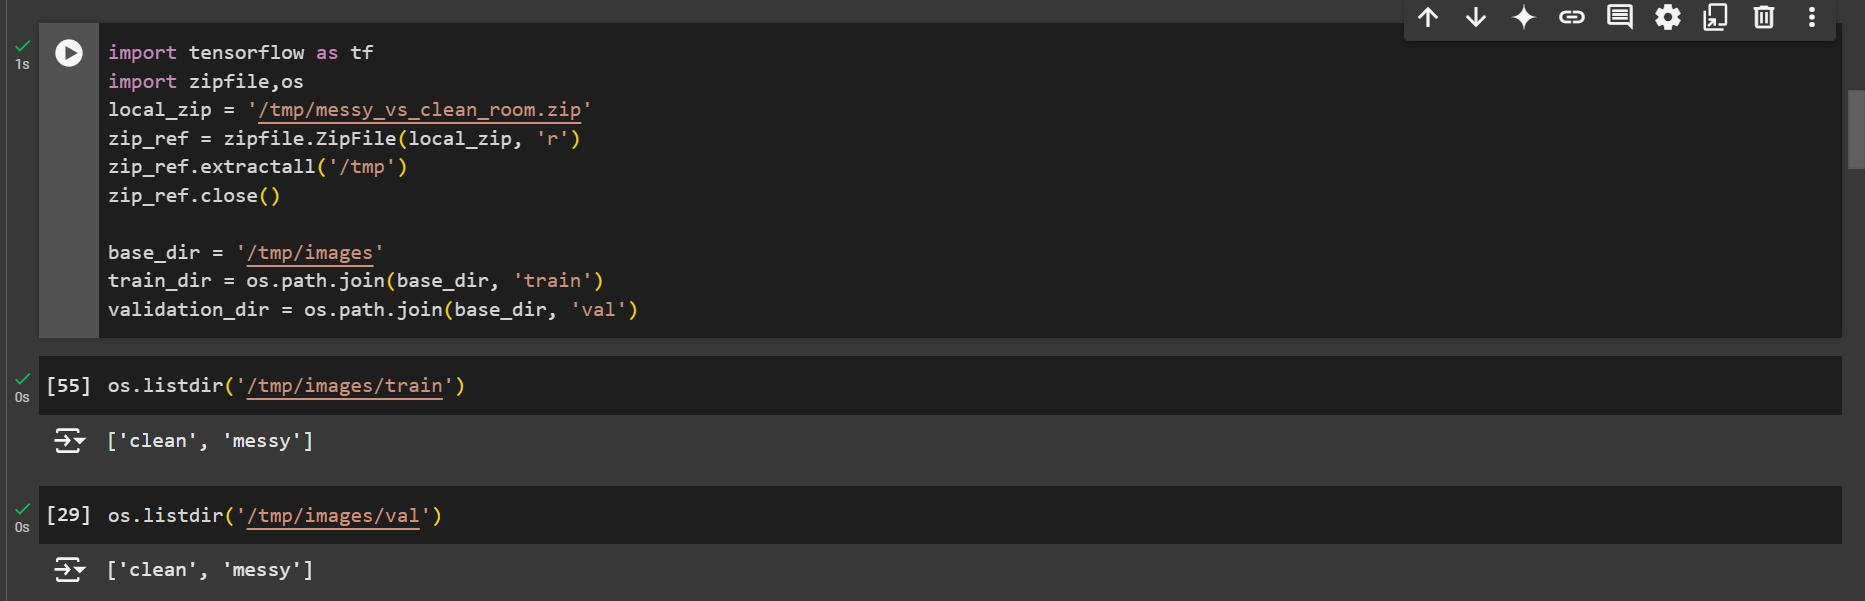 1s
import tensorflow as tf
import zipfile,os
local_zip = '/tmp/messy_vs_clean_room.zip'
zip_ref = zipfile.ZipFile(local_zip, 'r')
zip_ref.extractall('/tmp')
zip_ref.close()
base_dir = '/tmp/images'
train_dir = os.path.join(base_dir, 'train')
validation_dir = os.path.join(base_dir, 'val')
0s
[55] os.listdir('/tmp/images/train')
['clean', 'messy']
0s
[29] os.listdir('/tmp/images/val')
['clean', 'messy']